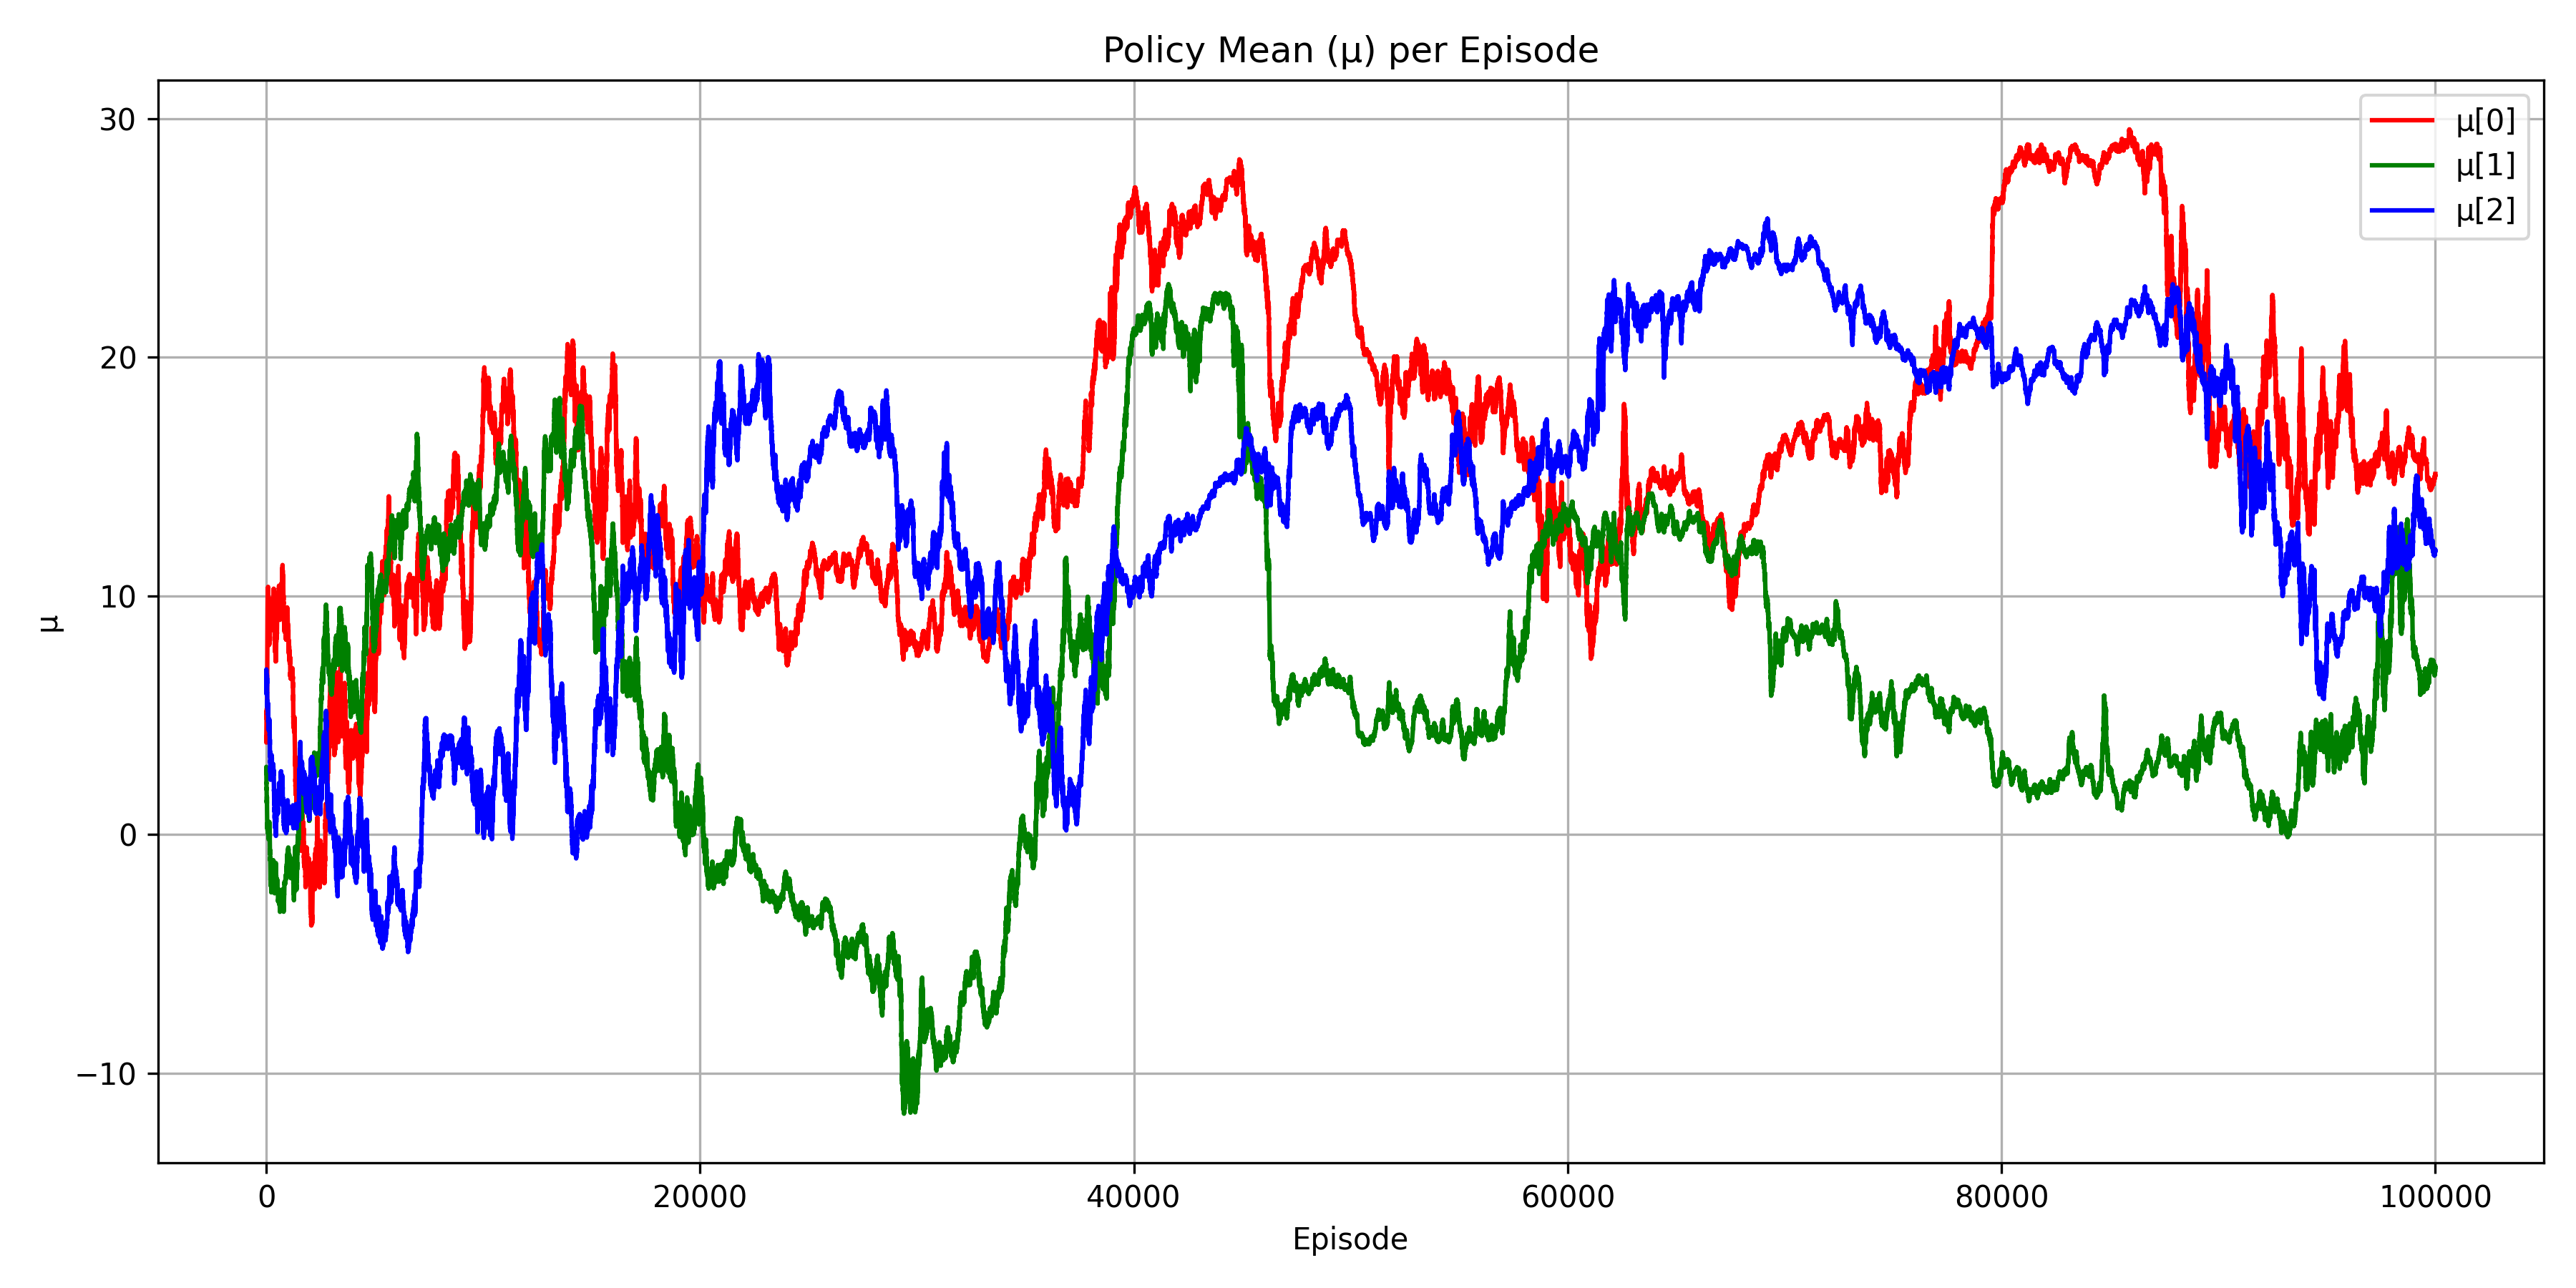 Policy Mean (μ) per Episode
μ[0]
μ[1]
μ[2]
30
20
10
0
−10
μ
0
20000
40000
60000
80000
100000
Episode